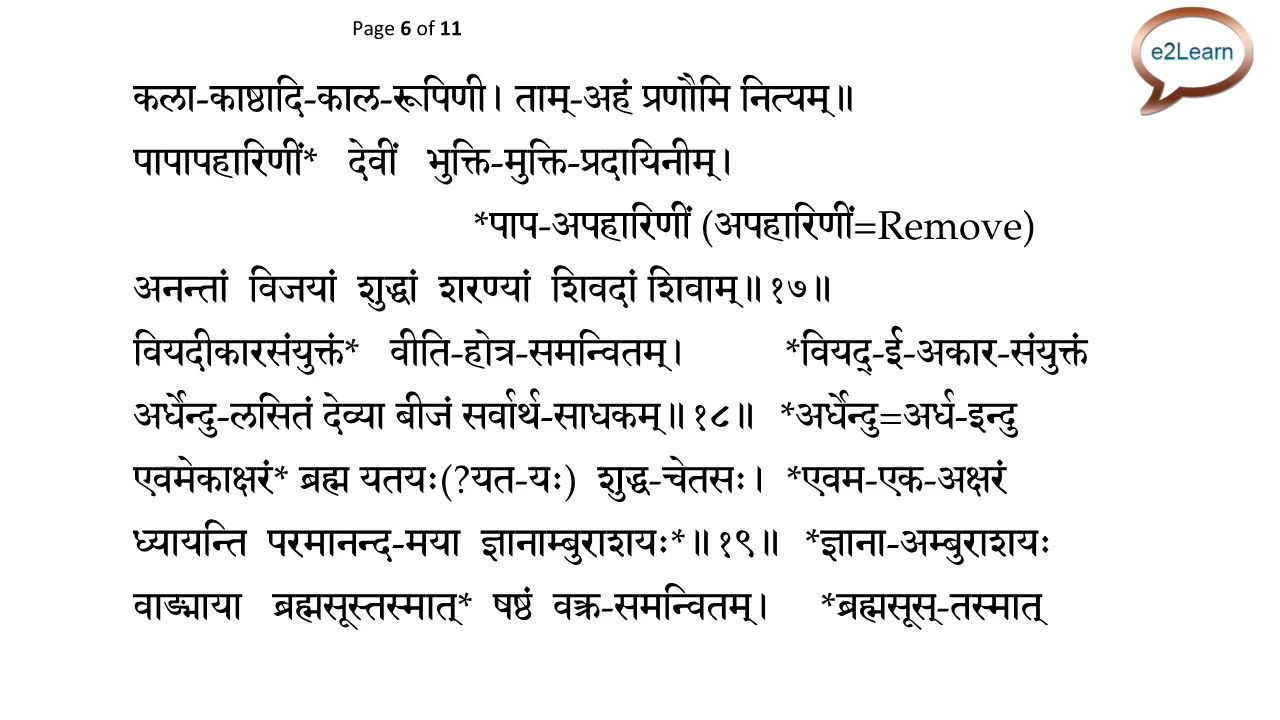 Page 6 of 11
e2Learn
कला-काष्ठादि-काल-रूपिणी। ताम्-अहं प्रणौमि नित्यम्॥
पापापहारिणीं* देवीं भुक्ति-मुक्ति-प्रदायिनीम्।
*पाप-अपहारिणीं (अपहारिणीं=Remove)
अनन्तां विजयां शुद्धां शरण्यां शिवदां शिवाम्॥१७॥
वियदीकारसंयुक्तं* वीति-होत्र-समन्वितम्। *वियद्-ई-अकार-संयुक्तं
अर्धेन्दु-लसितं देव्या बीजं सर्वार्थ-साधकम्॥१८॥ *अर्धेन्दु=अर्ध-इन्दु
एवमेकाक्षरं* ब्रह्म यतयः(?यत-यः) शुद्ध-चेतसः। *एवम-एक-अक्षरं
ध्यायन्ति परमानन्द-मया ज्ञानाम्बुराशयः*॥१९॥ *ज्ञाना-अम्बुराशयः
वाङ्माया ब्रह्मसूस्तस्मात्* षष्ठं वक्त्र-समन्वितम्। *ब्रह्मसूस्-तस्मात्